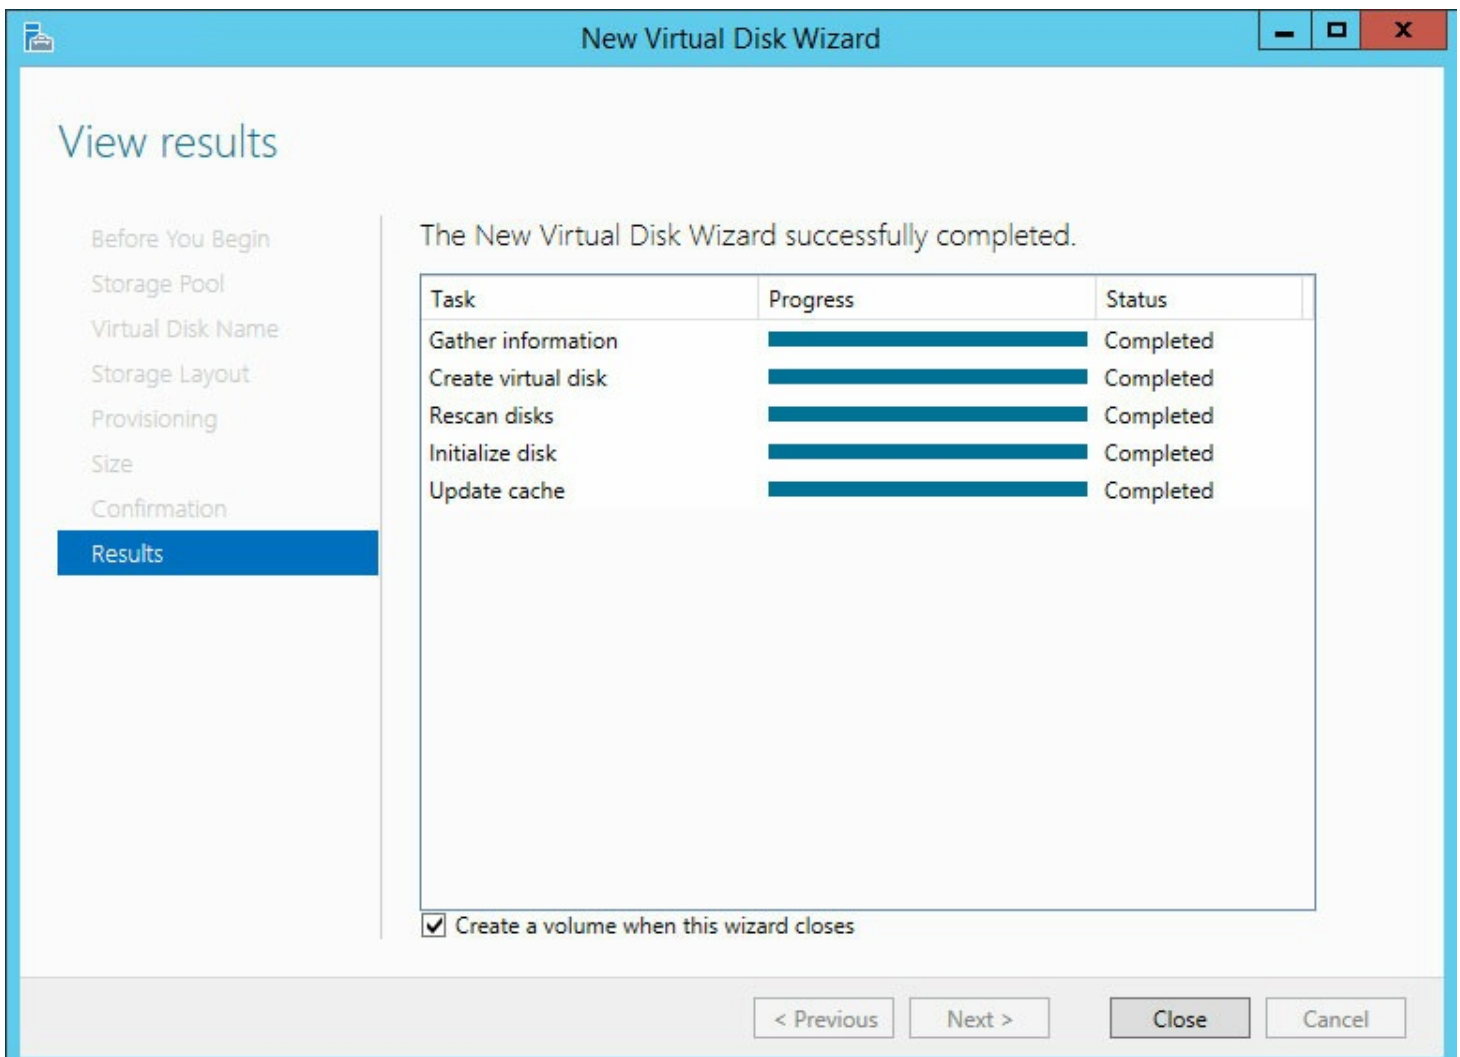 New Virtual Disk Wizard
View results
Before You Begin
Storage Pool
Virtual Disk Name
Storage Layout
Provisioning
Size
Confirmation
Results
The New Virtual Disk Wizard successfully completed.
Task Progress Status
Gather information Completed
Create virtual disk Completed
Rescan disks Completed
Initialize disk Completed
Update cache Completed
Create a volume when this wizard closes
< Previous Next > Close Cancel